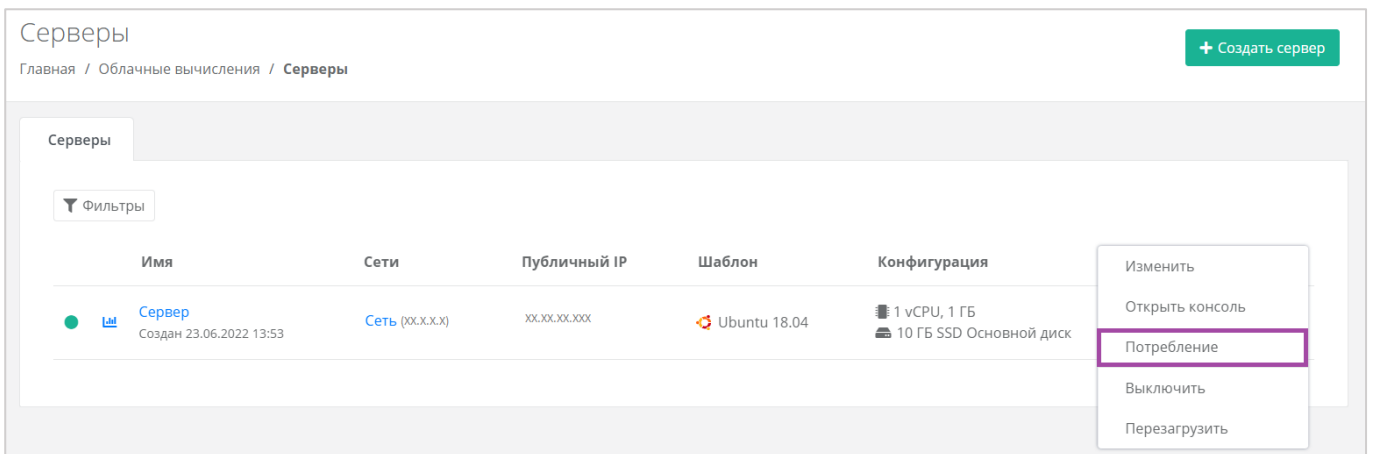 Серверы
+ Создать сервер
Главная / Облачные вычисления / Серверы
Серверы
Фильтры
Имя Сети Публичный IP Шаблон Конфигурация
Сервер
Создан 23.06.2022 13:53
Сеть (XX.X.X.X)
XX.XX.XX.XXX
Ubuntu 18.04
1 vCPU, 1 ГБ
10 ГБ SSD Основной диск
Изменить
Открыть консоль
Потребление
Выключить
Перезагрузить